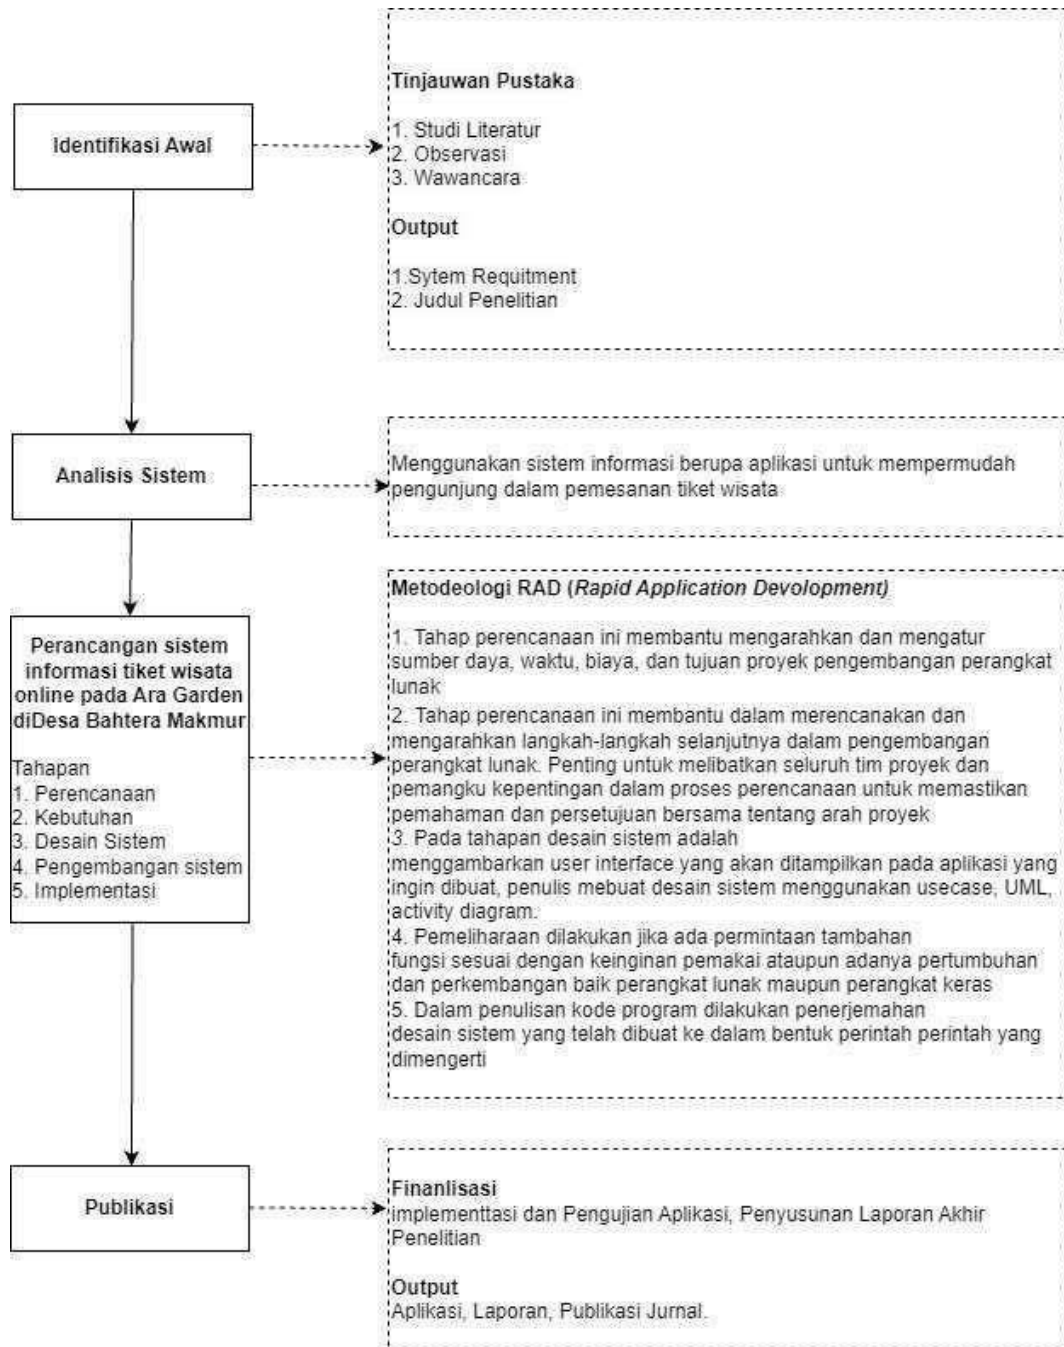 Identifikasi Awal
Tinjauwan Pustaka
1. Studi Literatur
2. Observasi
3. Wawancara
Output
1.Sytem Requitment
2. Judul Penelitian
Analisis Sistem
Menggunakan sistem informasi berupa aplikasi untuk mempermudah
pengunjung dalam pemesanan tiket wisata
Perancangan sistem
informasi tiket wisata
online pada Ara Garden
diDesa Bahtera Makmur
Tahapan
1. Perencanaan
2. Kebutuhan
3. Desain Sistem
4. Pengembangan sistem
5. Implementasi
Metodeologi RAD (Rapid Application Devolopment)
1. Tahap perencanaan ini membantu mengarahkan dan mengatur
sumber daya, waktu, biaya, dan tujuan proyek pengembangan perangkat
lunak
2. Tahap perencanaan ini membantu dalam merencanakan dan
mengarahkan langkah-langkah selanjutnya dalam pengembangan
perangkat lunak. Penting untuk melibatkan seluruh tim proyek dan
pemangku kepentingan dalam proses perencanaan untuk memastikan
pemahaman dan persetujuan bersama tentang arah proyek
3. Pada tahapan desain sistem adalah
menggambarkan user interface yang akan ditampilkan pada aplikasi yang
ingin dibuat, penulis mebuat desain sistem menggunakan usecase, UML,
activity diagram.
4. Pemeliharaan dilakukan jika ada permintaan tambahan
fungsi sesuai dengan keinginan pemakai ataupun adanya pertumbuhan
dan perkembangan baik perangkat lunak maupun perangkat keras
5. Dalam penulisan kode program dilakukan penerjemahan
desain sistem yang telah dibuat ke dalam bentuk perintah perintah yang
dimengerti
Publikasi
Finanlisasi
implementtasi dan Pengujian Aplikasi, Penyusunan Laporan Akhir
Penelitian
Output
Aplikasi, Laporan, Publikasi Jurnal.